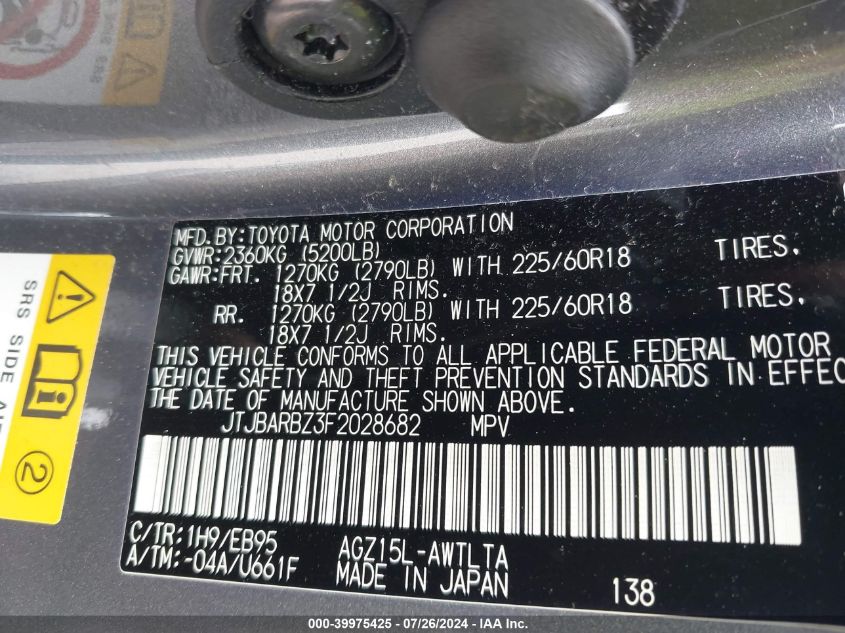 MFD.BY:TOYOTA MOTOR CORPORATION
GVWR:2360KG (5200LB)
GAWR:FRT. 1270KG (2790LB) WITH 225/60R18 TIRES.
18X7 1/2J RIMS.
RR. 1270KG (2790LB) WITH 225/60R18 TIRES,
18X7 1/2J RIMS.
THIS VEHICLE CONFORMS TO ALL APPLICABLE FEDERAL MOTOR
VEHICLE SAFETY AND THEFT PREVENTION STANDARDS IN EFFEC
THE DATE OF MANUFACTURE SHOWN ABOVE.
JTJBARBZ3F2028682 MPV
C/TR:1H9/EB95 AGZ15L-AWTLTA
A/TM:-04A/U661F MADE IN JAPAN 138
SRS SIDE
2
000-39975425 - 07/26/2024 - IAA, Inc.